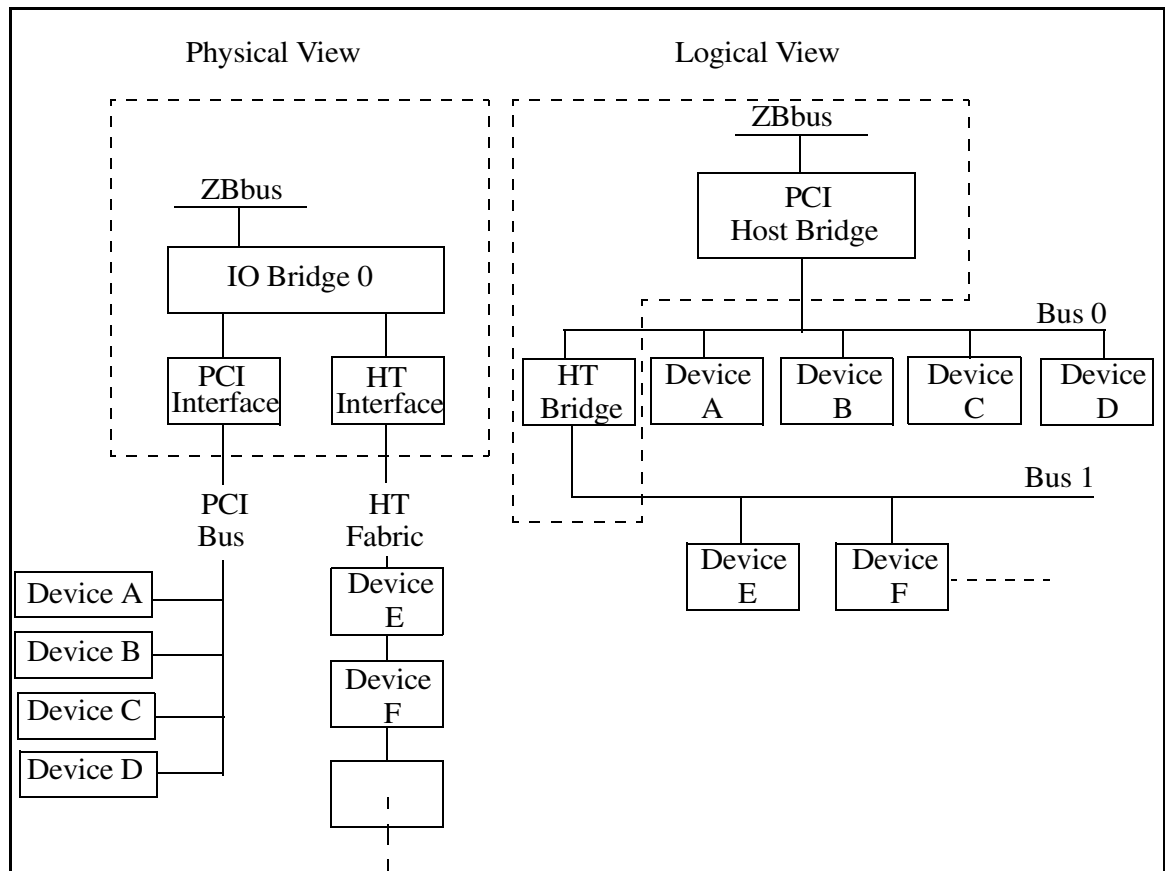 Physical View
Logical View
ZBbus
IO Bridge 0
PCI
Interface
HT
Interface
PCI
Bus
HT
Fabric
Device A
Device B
Device C
Device D
Device
E
Device
F
ZBbus
PCI
Host Bridge
Bus 0
HT
Bridge
Device
A
Device
B
Device
C
Device
D
Bus 1
Device
E
Device
F